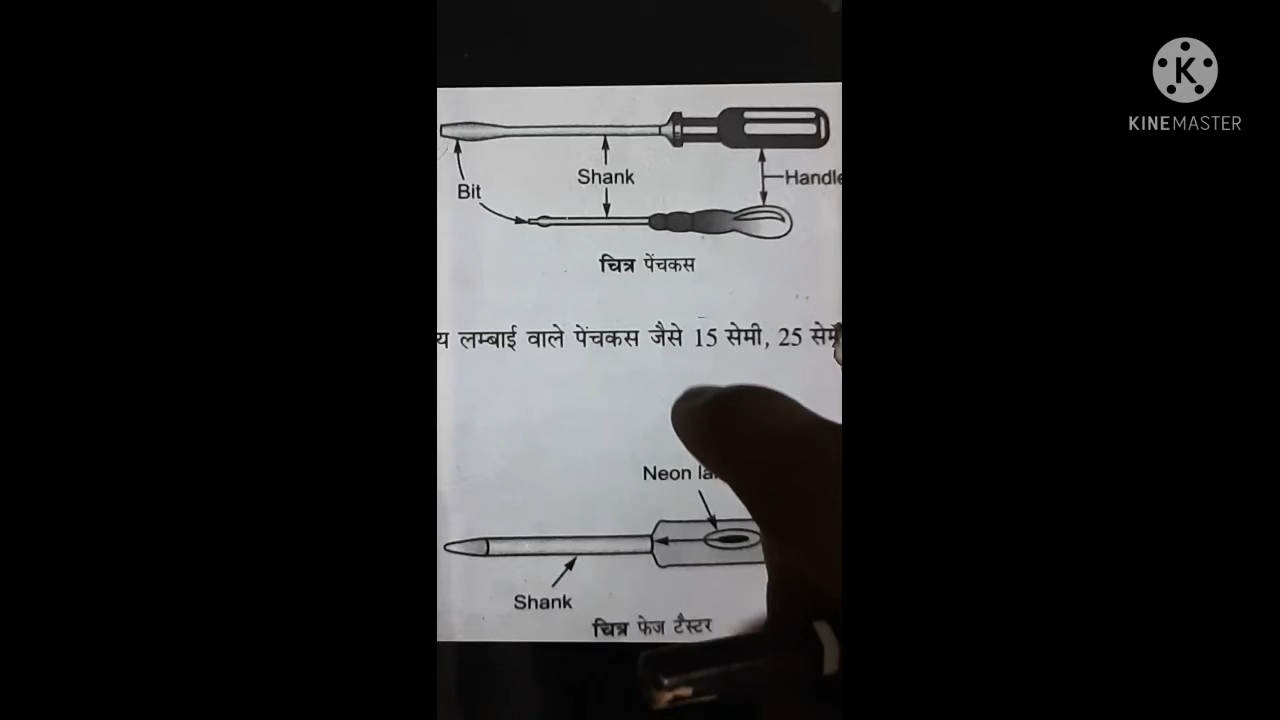 KINEMASTER
Bit
Shank
Handle
चित्र पेंचकस
लम्बाई वाले पेंचकस जैसे 15 सेमी, 25
Neon
Shank
चित्र फेज टैस्टर